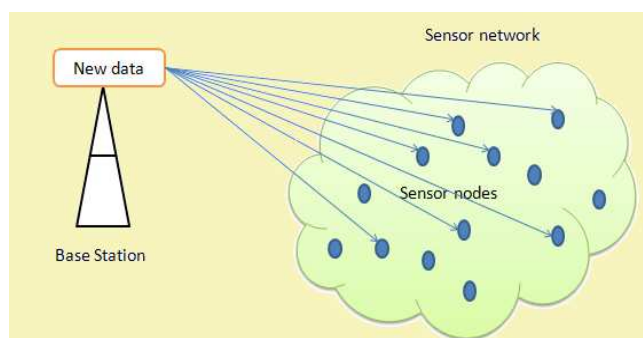 Sensor network
New data
Sensor nodes
Base Station